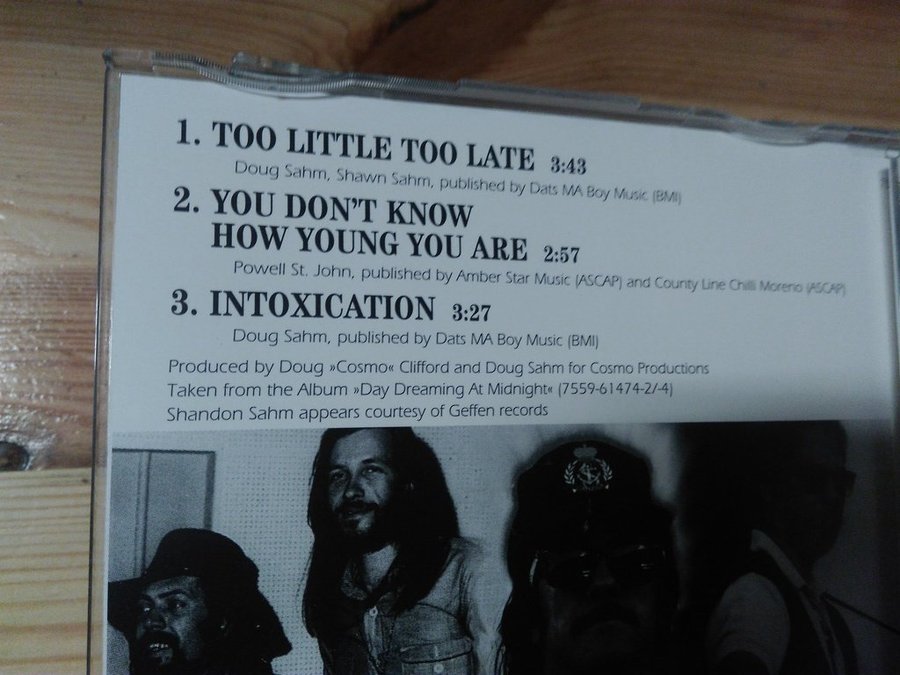 1. TOO LITTLE TOO LATE 3:43
Doug Sahm, Shawn Sahm, published by Dats MA Boy Music (BMI)
2. YOU DON'T KNOW
HOW YOUNG YOU ARE 2:57
Powell St. John, published by Amber Star Music (ASCAP) and County Line Chilli Moreno (ASCAP)
3. INTOXICATION 3:27
Doug Sahm, published by Dats MA Boy Music (BMI)
Produced by Doug »Cosmo« Clifford and Doug Sahm for Cosmo Productions
Taken from the Album »Day Dreaming At Midnight« (7559-61474-2/-4)
Shandon Sahm appears courtesy of Geffen records